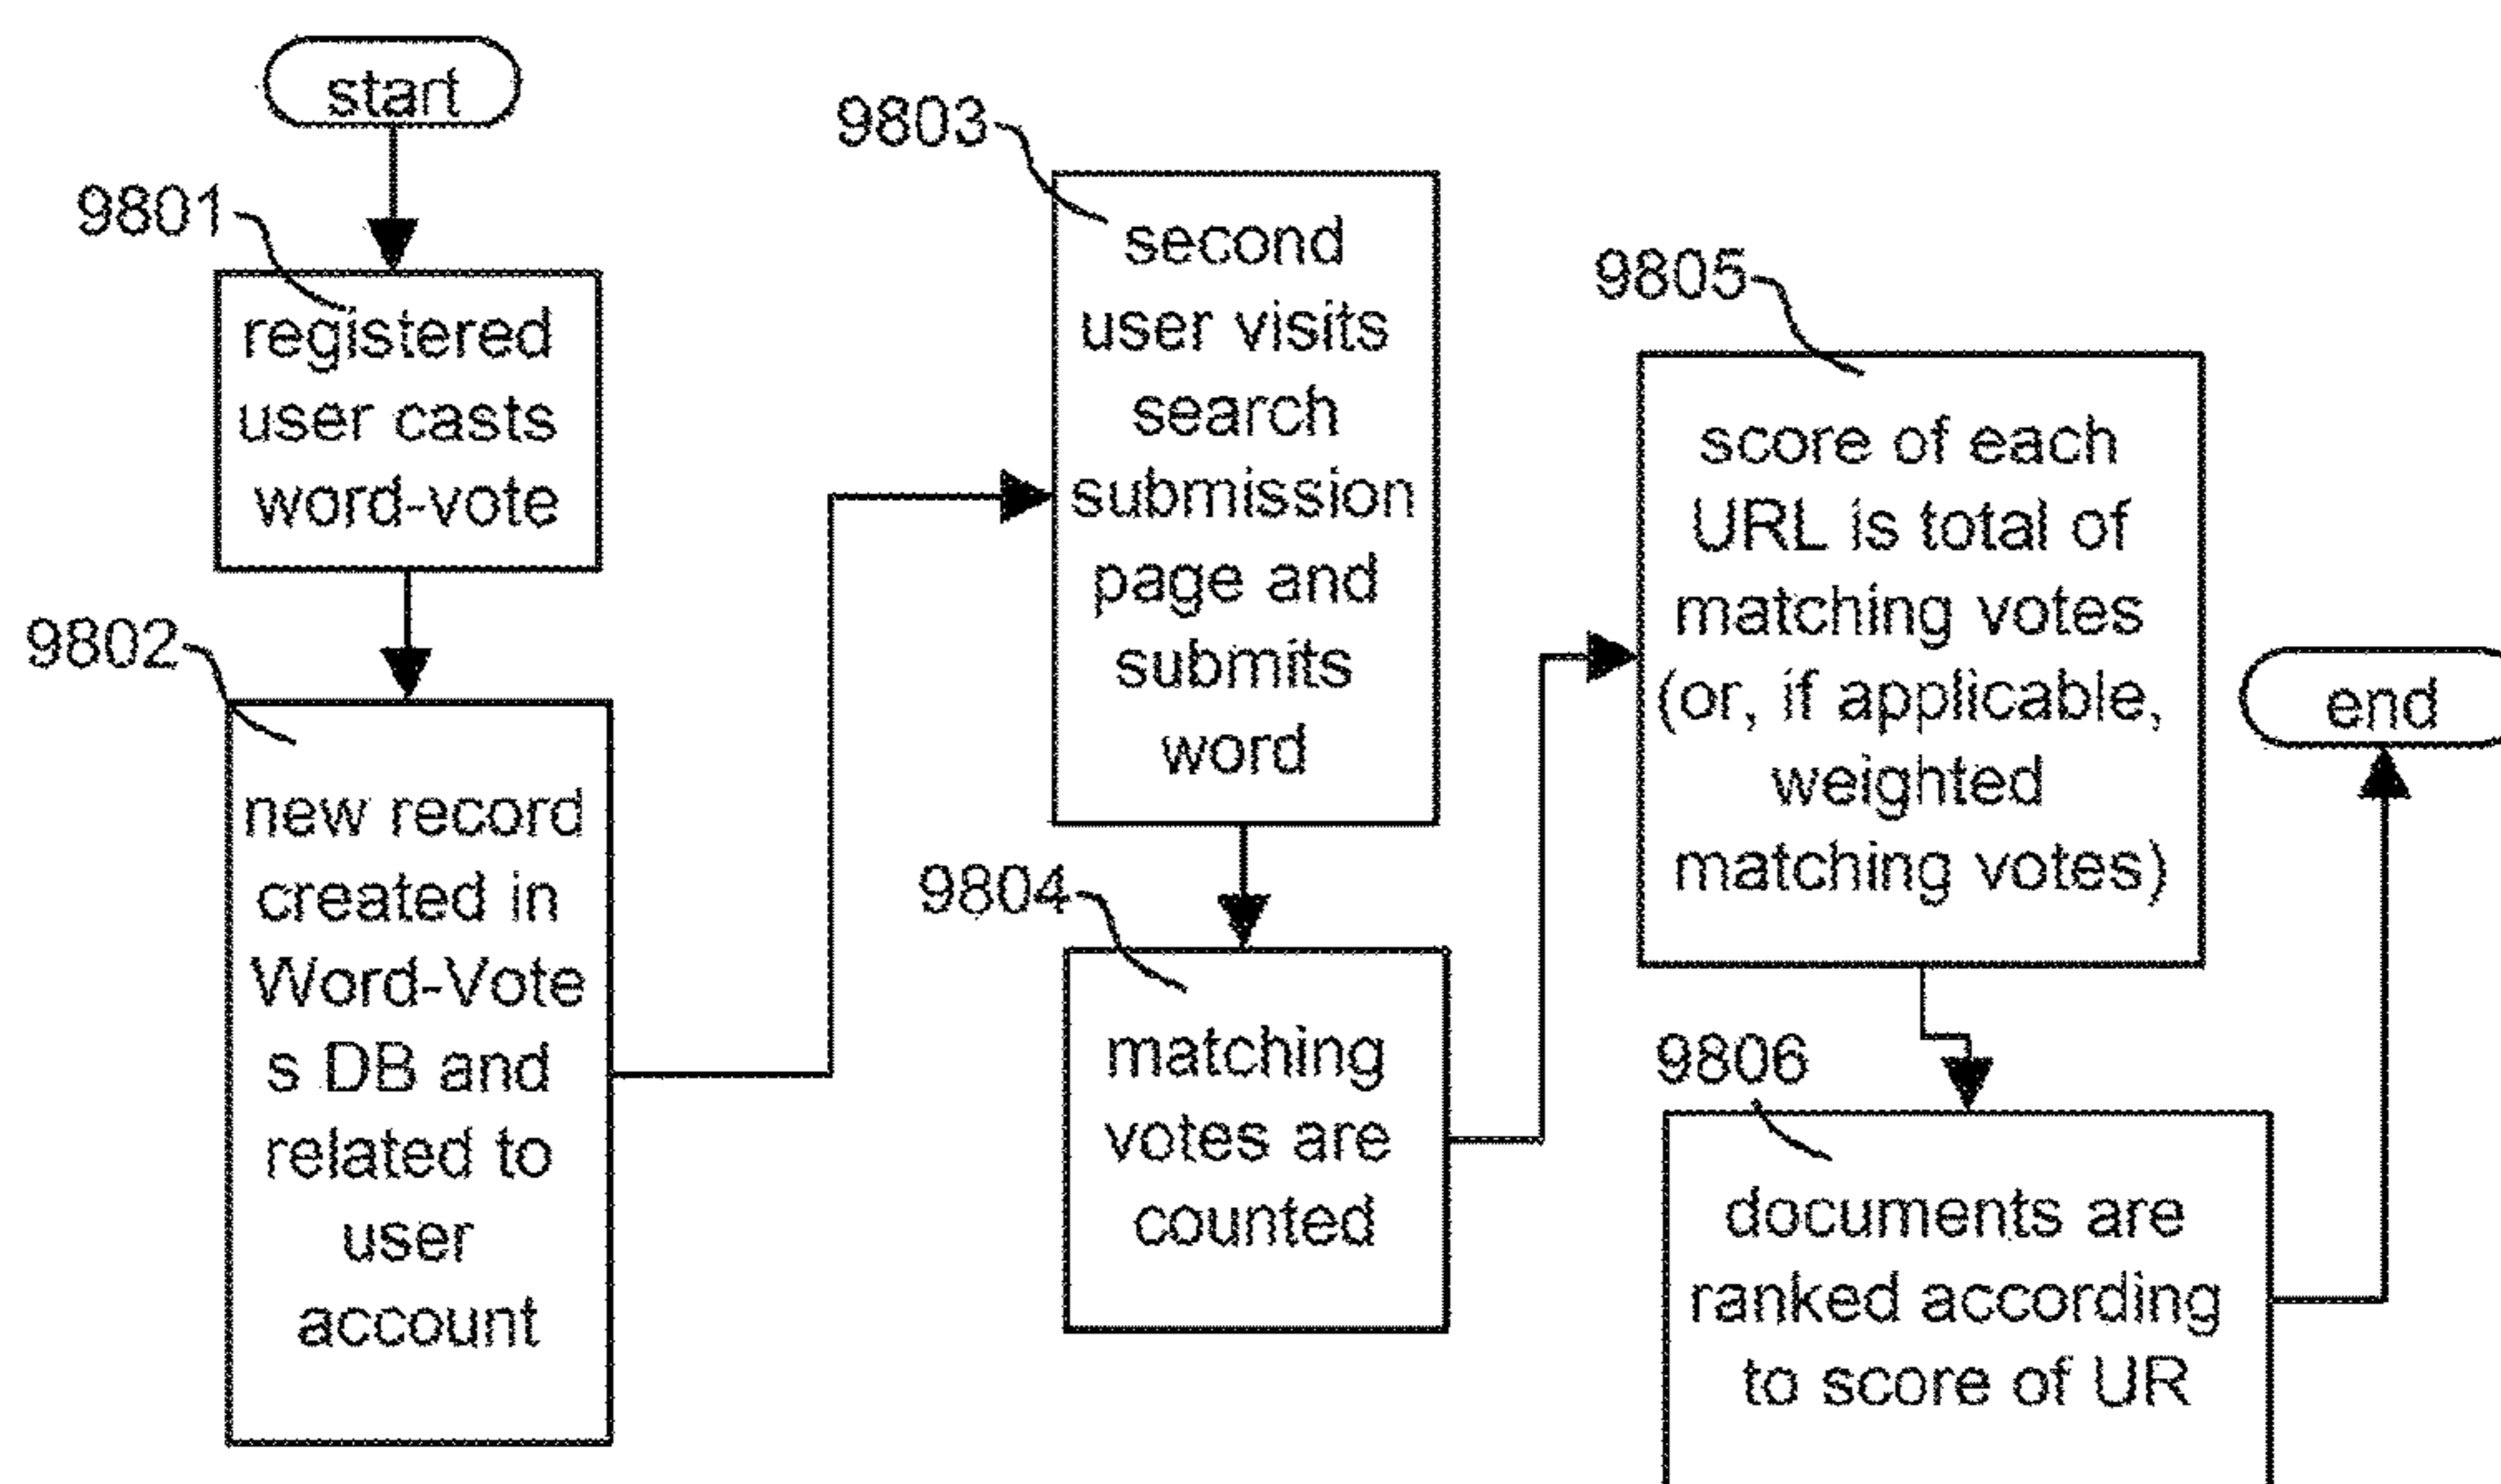 start
9801
registered
user casts
word-vote
9802
new record
created in
Word-Vote
s DB and
related to
user
account
9803
second
user visits
search
submission
page and
submits
word
9804
matching
votes are
counted
9805
score of each
URL is total of
matching votes
(or, if applicable,
weighted
matching votes)
9806
documents are
ranked according
to score of UR
end